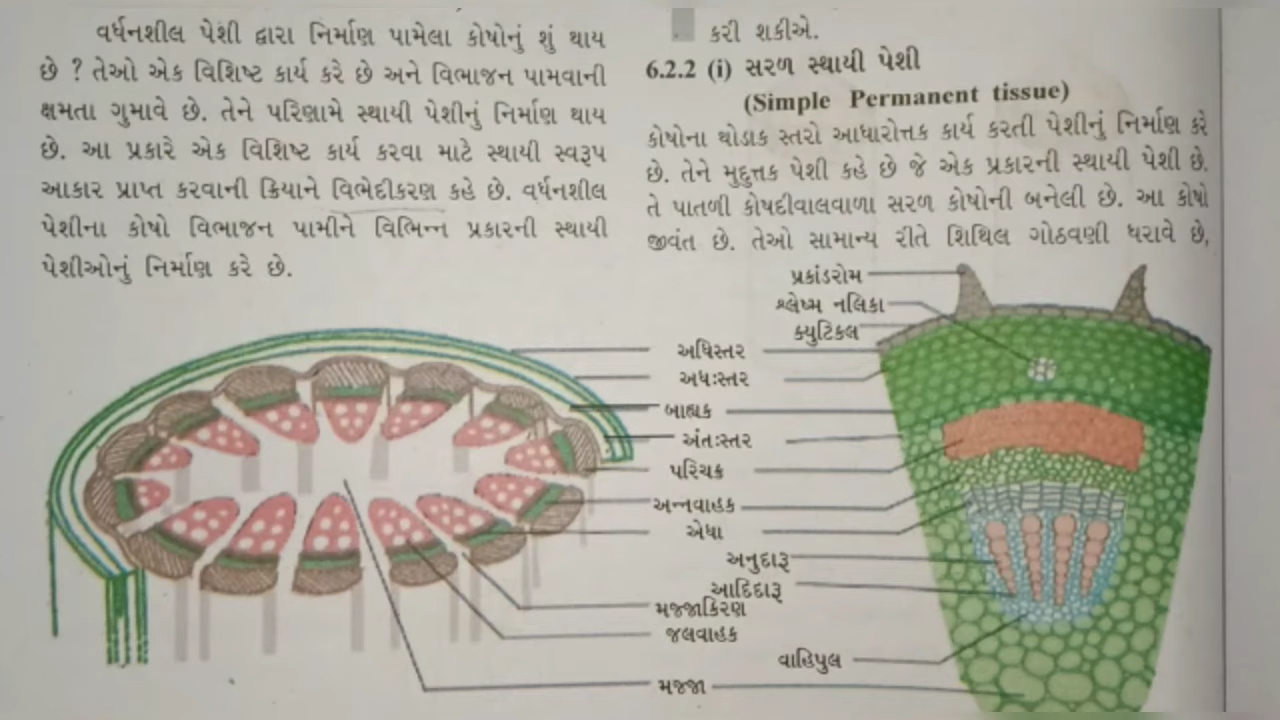 વર્ધનશીલ પેશી દ્વારા નિર્માણ પામેલા કોષોનું શું થાય
છે ? તેઓ એક વિશિષ્ટ કાર્ય કરે છે અને વિભાજન પામવાની
ક્ષમતા ગુમાવે છે. તેને પરિણામે સ્થાયી પેશીનું નિર્માણ થાય
છે. આ પ્રકારે એક વિશિષ્ટ કાર્ય કરવા માટે સ્થાયી સ્વરૂપ
આકાર પ્રાપ્ત કરવાની ક્રિયાને વિભેદીકરણ કહે છે. વર્ધનશીલ
પેશીના કોષો વિભાજન પામીને વિભિન્ન પ્રકારની સ્થાયી
પેશીઓનું નિર્માણ કરે છે.
કરી શકીએ.
6.2.2 (i) સરળ સ્થાયી પેશી
(Simple Permanent tissue)
કોષોના થોડાક સ્તરો આધારોત્તક કાર્ય કરતી પેશીનું નિર્માણ કરે
છે. તેને મુદુત્તક પેશી કહે છે જે એક પ્રકારની સ્થાયી પેશી છે.
તે પાતળી કોષદીવાલવાળા સરળ કોષોની બનેલી છે. આ કોષો
જીવંત છે. તેઓ સામાન્ય રીતે શિથિલ ગોઠવણી ધરાવે છે,
પ્રકાંડરોમ
શ્લેષ્મ નલિકા
ક્યુટિકલ
અધિસ્તર
અધઃસ્તર
બાહ્યક
અંતઃસ્તર
પરિચક્ર
અન્નવાહક
એધા
અનુદારૂ
આદિદારૂ
મજ્જાકિરણ
જલવાહક
વાહિપુલ
મજ્જા